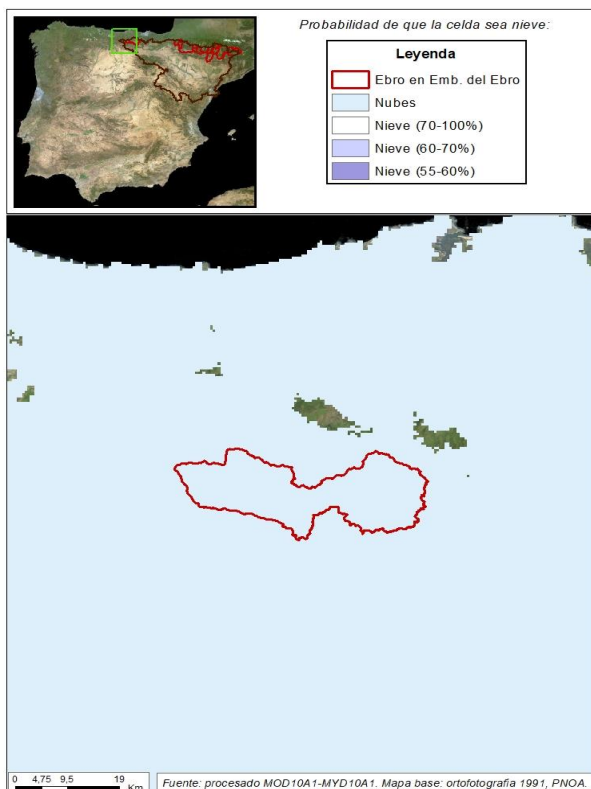 Probabilidad de que la celda sea nieve:
Leyenda
Ebro en Emb. del Ebro
Nubes
Nieve (70-100%)
Nieve (60-70%)
Nieve (55-60%)
0 4,75 9,5 19
Km
Fuente: procesado MOD10A1-MYD10A1. Mapa base: ortofotografía 1991, PNOA.